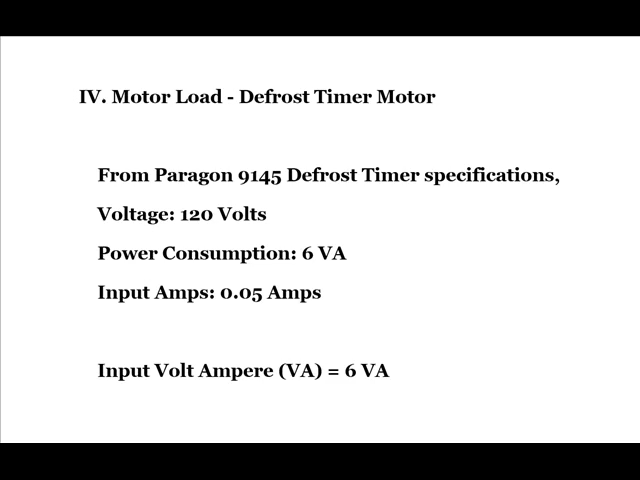 IV. Motor Load - Defrost Timer Motor
From Paragon 9145 Defrost Timer specifications,
Voltage: 120 Volts
Power Consumption: 6 VA
Input Amps: 0.05 Amps
Input Volt Ampere (VA) = 6 VA